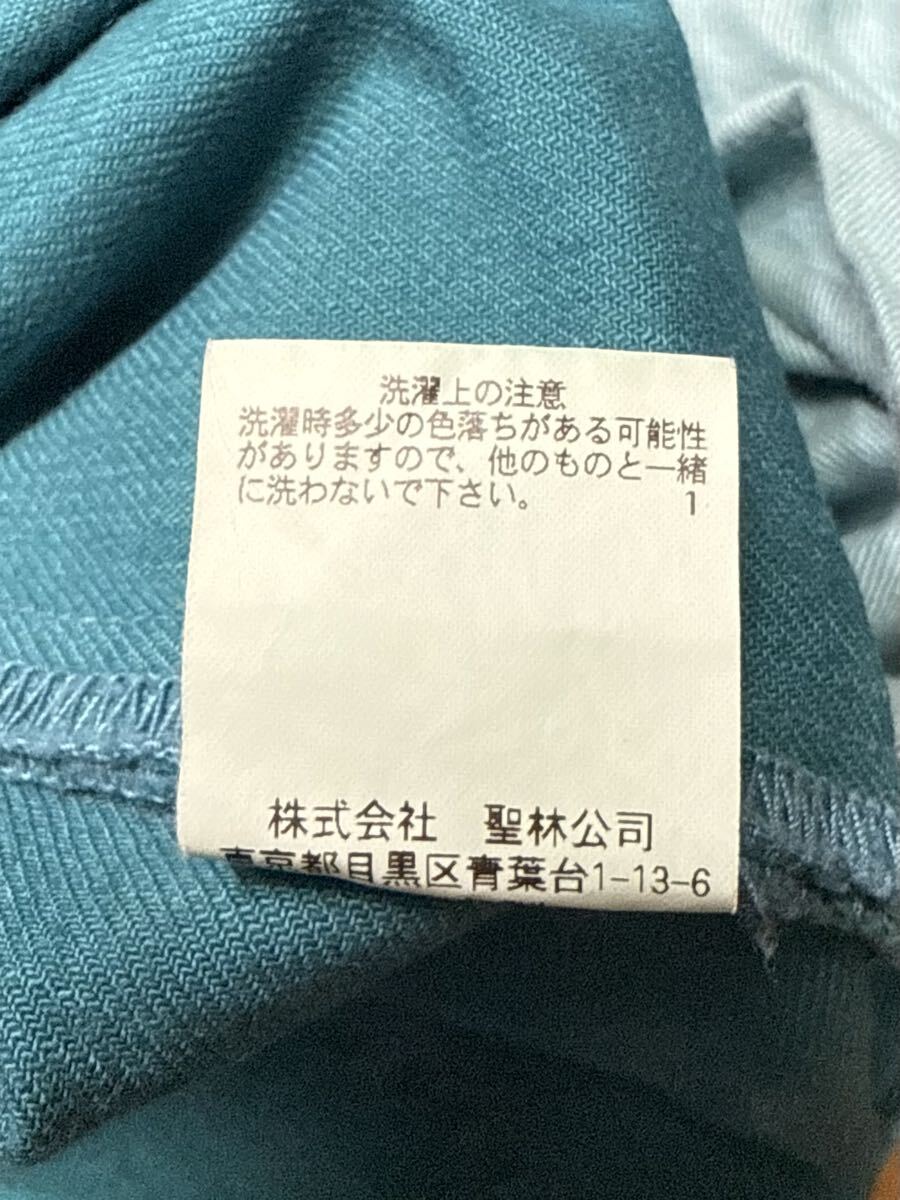 洗濯上の注意
洗濯時多少の色落ちがある可能性
がありますので、他のものと一緒
に洗わないで下さい。 1
株式会社　聖林公司
東京都目黒区青葉台1-13-6